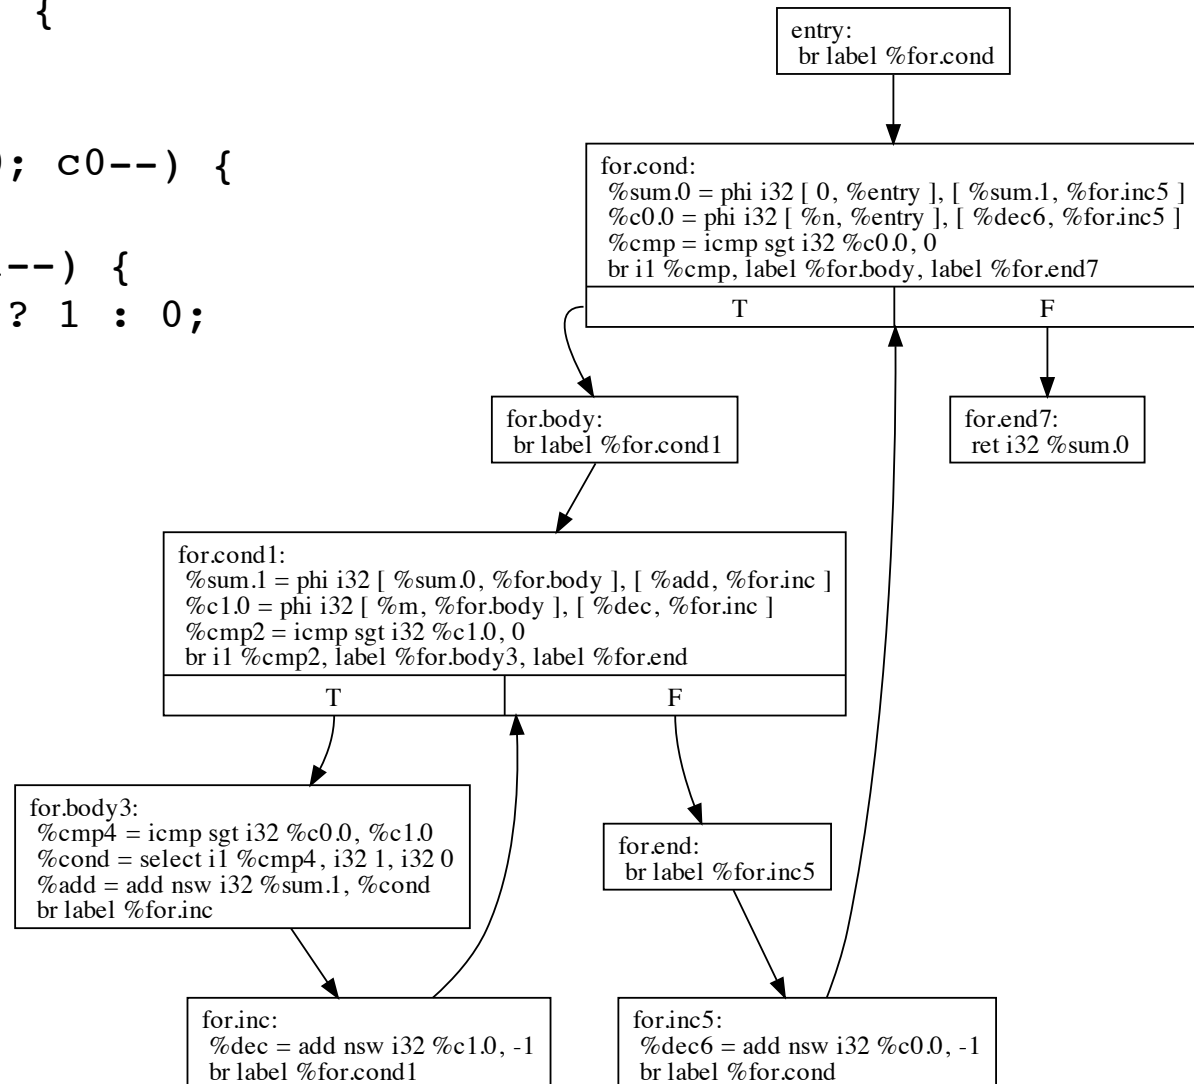 {
; c0--) {
--) {
? 1 : 0;
entry:
br label %for.cond
for.cond:
%sum.0 = phi i32 [ 0, %entry ], [ %sum.1, %for.inc5 ]
%c0.0 = phi i32 [ %n, %entry ], [ %dec6, %for.inc5 ]
%cmp = icmp sgt i32 %c0.0, 0
br i1 %cmp, label %for.body, label %for.end7
T F
for.body:
br label %for.cond1
for.end7:
ret i32 %sum.0
for.cond1:
%sum.1 = phi i32 [ %sum.0, %for.body ], [ %add, %for.inc ]
%c1.0 = phi i32 [ %m, %for.body ], [ %dec, %for.inc ]
%cmp2 = icmp sgt i32 %c1.0, 0
br i1 %cmp2, label %for.body3, label %for.end
T F
for.body3:
%cmp4 = icmp sgt i32 %c0.0, %c1.0
%cond = select i1 %cmp4, i32 1, i32 0
%add = add nsw i32 %sum.1, %cond
br label %for.inc
for.end:
br label %for.inc5
for.inc:
%dec = add nsw i32 %c1.0, -1
br label %for.cond1
for.inc5:
%dec6 = add nsw i32 %c0.0, -1
br label %for.cond